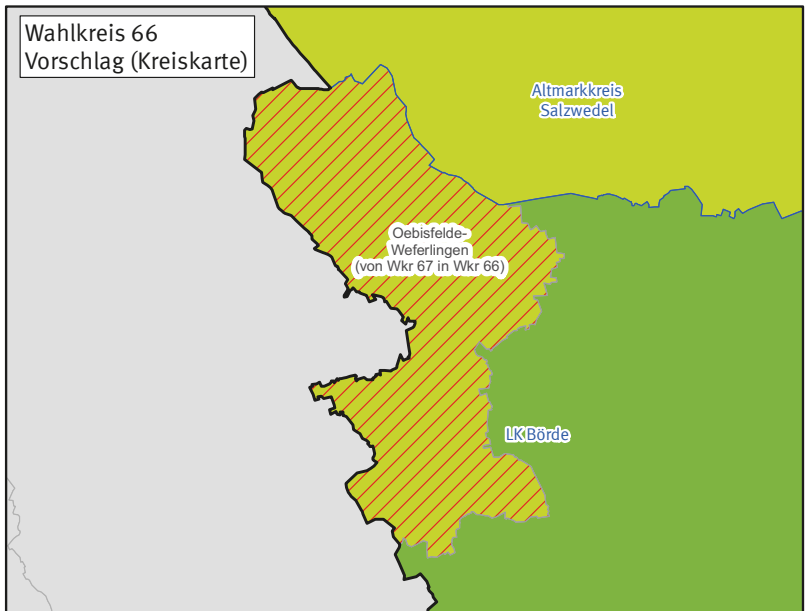 Wahlkreis 66
Vorschlag (Kreiskarte)
Altmarkkreis
Salzwedel
Oebisfelde-
Weferlingen
(von Wkr 67 in Wkr 66)
LK Börde